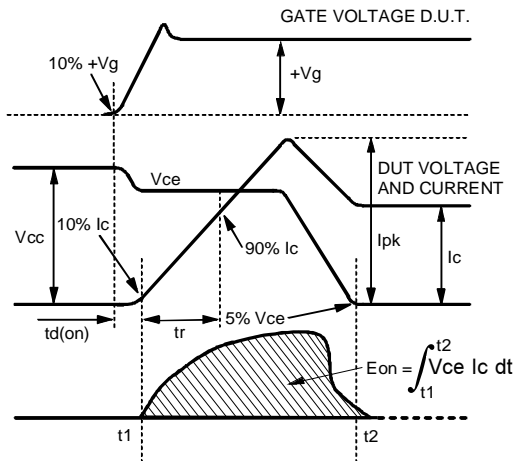 GATE VOLTAGE D.U.T.
10% +Vg
+Vg
Vce
DUT VOLTAGE
AND CURRENT
10% Ic
Vcc
90% Ic
Ipk
Ic
td(on)
tr
5% Vce
Eon = ∫ Vce Ic dt
t2
t1
t1
t2